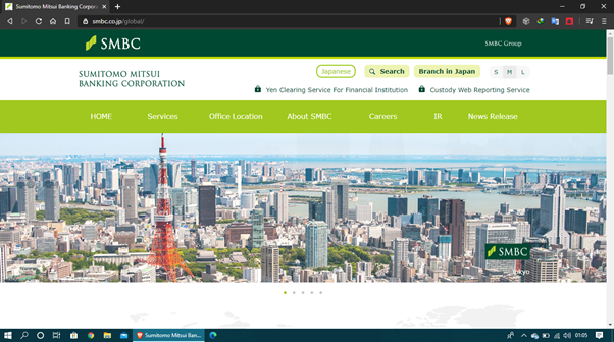 Sumitomo Mitsui Banking Corpora
smbc.co.jp/global/
SMBC
SMBC Group
SUMITOMO MITSUI
BANKING CORPORATION
Japanese
Search
Branch in Japan
S M L
Yen Clearing Service For Financial Institution
Custody Web Reporting Service
HOME Services Office Location About SMBC Careers IR News Release
SMBC
Sumitomo Mitsui Ban...
01:05